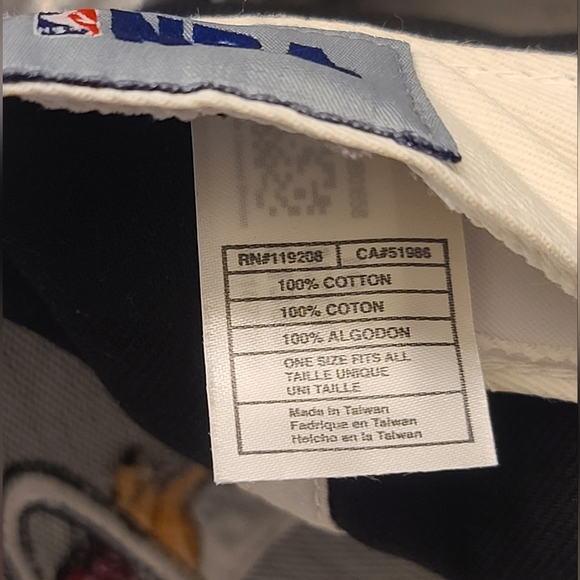 NBA
RN#119208 CA#51986
100% COTTON
100% COTON
100% ALGODON
ONE SIZE FITS ALL
TAILLE UNIQUE
UNI TAILLE
Made in Taiwan
Fadrique en Taiwan
Heicho en la Taiwan